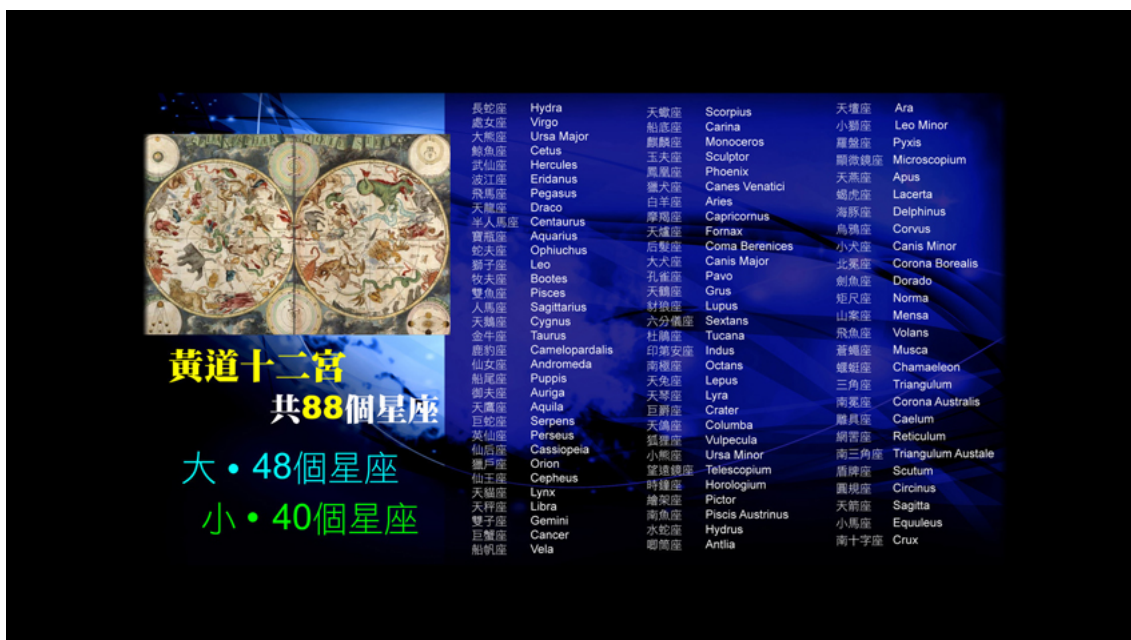 黃道十二宮
共88個星座
大•48個星座
小•40個星座
長蛇座 Hydra
處女座 Virgo
大熊座 Ursa Major
鯨魚座 Cetus
武仙座 Hercules
波江座 Eridanus
飛馬座 Pegasus
天龍座 Draco
半人馬座 Centaurus
寶瓶座 Aquarius
蛇夫座 Ophiuchus
獅子座 Leo
牧夫座 Bootes
雙魚座 Pisces
人馬座 Sagittarius
天鵝座 Cygnus
金牛座 Taurus
鹿豹座 Camelopardalis
仙女座 Andromeda
船尾座 Puppis
御夫座 Auriga
天鷹座 Aquila
巨蛇座 Serpens
英仙座 Perseus
仙后座 Cassiopeia
獵戶座 Orion
仙王座 Cepheus
天貓座 Lynx
天秤座 Libra
雙子座 Gemini
巨蟹座 Cancer
船帆座 Vela
天蠍座 Scorpius
船底座 Carina
麒麟座 Monoceros
玉夫座 Sculptor
鳳凰座 Phoenix
獵犬座 Canes Venatici
白羊座 Aries
摩羯座 Capricornus
天爐座 Fornax
后髮座 Coma Berenices
大犬座 Canis Major
孔雀座 Pavo
天鶴座 Grus
豺狼座 Lupus
六分儀座 Sextans
杜鵑座 Tucana
印第安座 Indus
南極座 Octans
天兔座 Lepus
天琴座 Lyra
巨爵座 Crater
天鴿座 Columba
狐狸座 Vulpecula
小熊座 Ursa Minor
望遠鏡座 Telescopium
時鐘座 Horologium
繪架座 Pictor
南魚座 Piscis Austrinus
水蛇座 Hydrus
唧筒座 Antlia
天壇座 Ara
小獅座 Leo Minor
羅盤座 Pyxis
顯微鏡座 Microscopium
天燕座 Apus
蝎虎座 Lacerta
海豚座 Delphinus
烏鴉座 Corvus
小犬座 Canis Minor
北冕座 Corona Borealis
劍魚座 Dorado
矩尺座 Norma
山案座 Mensa
飛魚座 Volans
蒼蠅座 Musca
蝘蜓座 Chamaeleon
三角座 Triangulum
南冕座 Corona Australis
雕具座 Caelum
網罟座 Reticulum
南三角座 Triangulum Austale
盾牌座 Scutum
圓規座 Circinus
天箭座 Sagitta
小馬座 Equuleus
南十字座 Crux